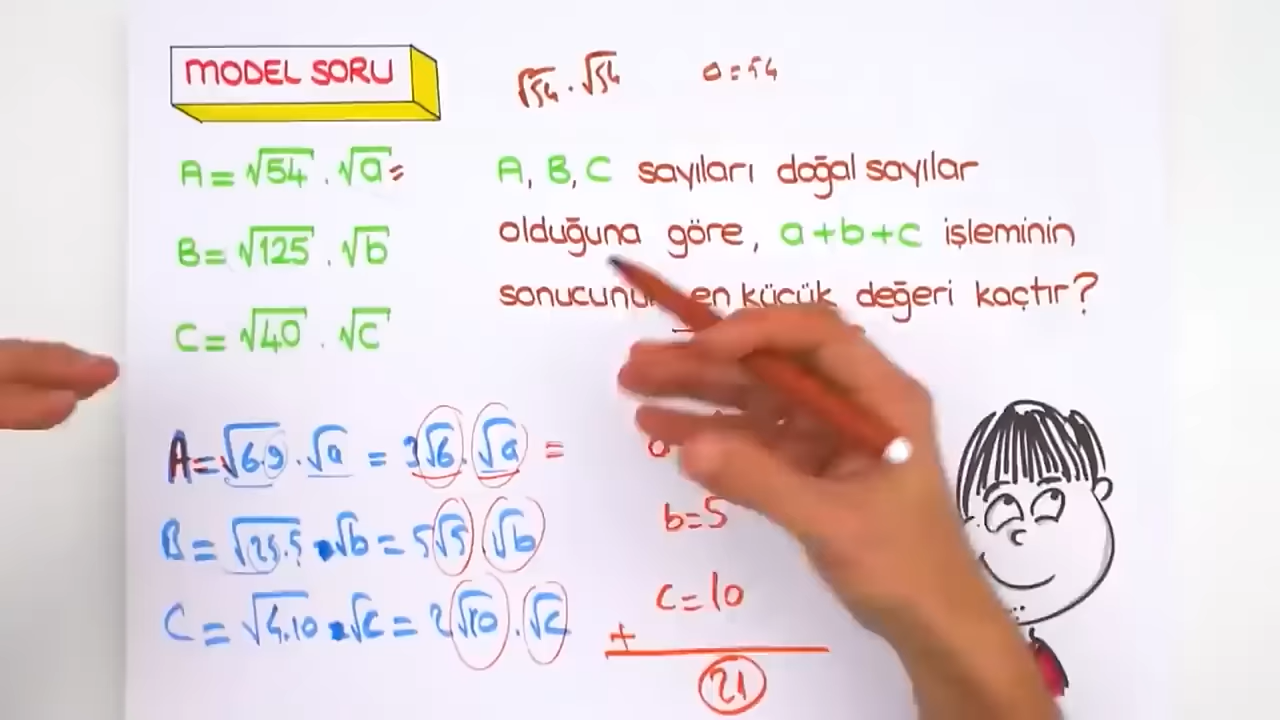 MODEL SORU
√54 . √54 a = 54
A = √54 . √a =
B = √125 . √b
C = √40 . √c
A, B, C sayıları doğal sayılar
olduğuna göre, a+b+c işleminin
sonucunun en küçük değeri kaçtır?
A = √6.9 . √a = 3√6 . √a =
B = √25.5 . √b = 5√5 √b
b=5
C = √4.10 . √c = 2√10 . √c
c=10
+
21